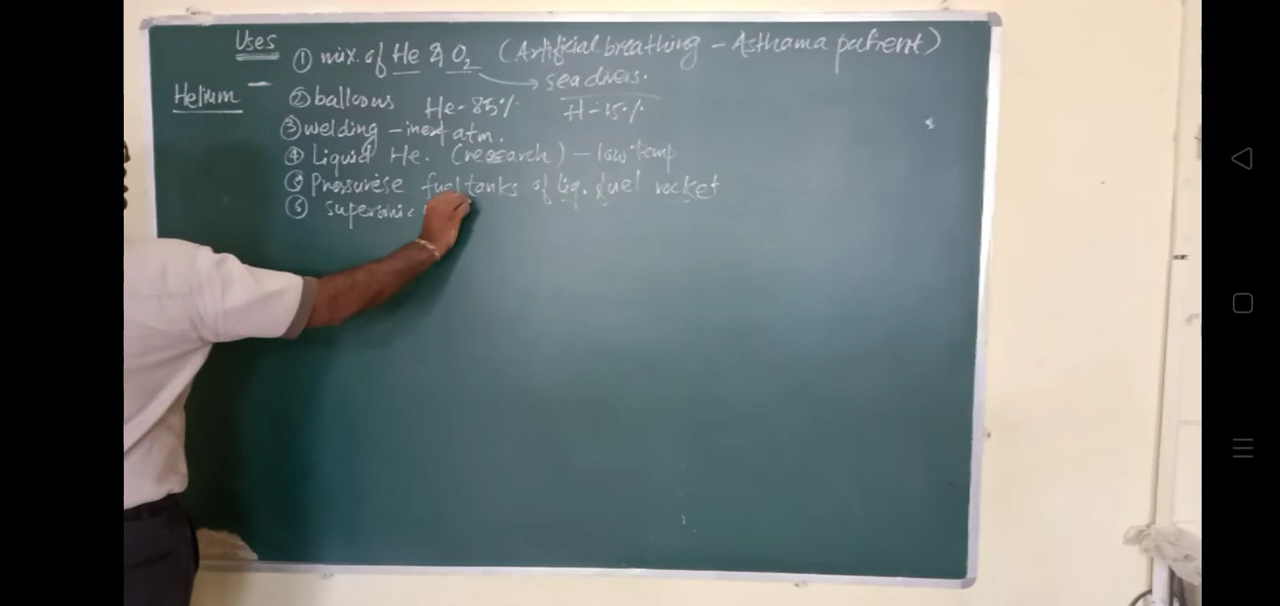 Uses
① mix. of He & O₂ (Artificial breathing - Asthama patient)
sea divers.
Helium -
② balloons He-85% H-15%
③ welding - inert atm.
④ Liquid He. (research) - low temp
⑤ Pressurise fuel tanks of Liq. fuel rocket
⑥ supersonic